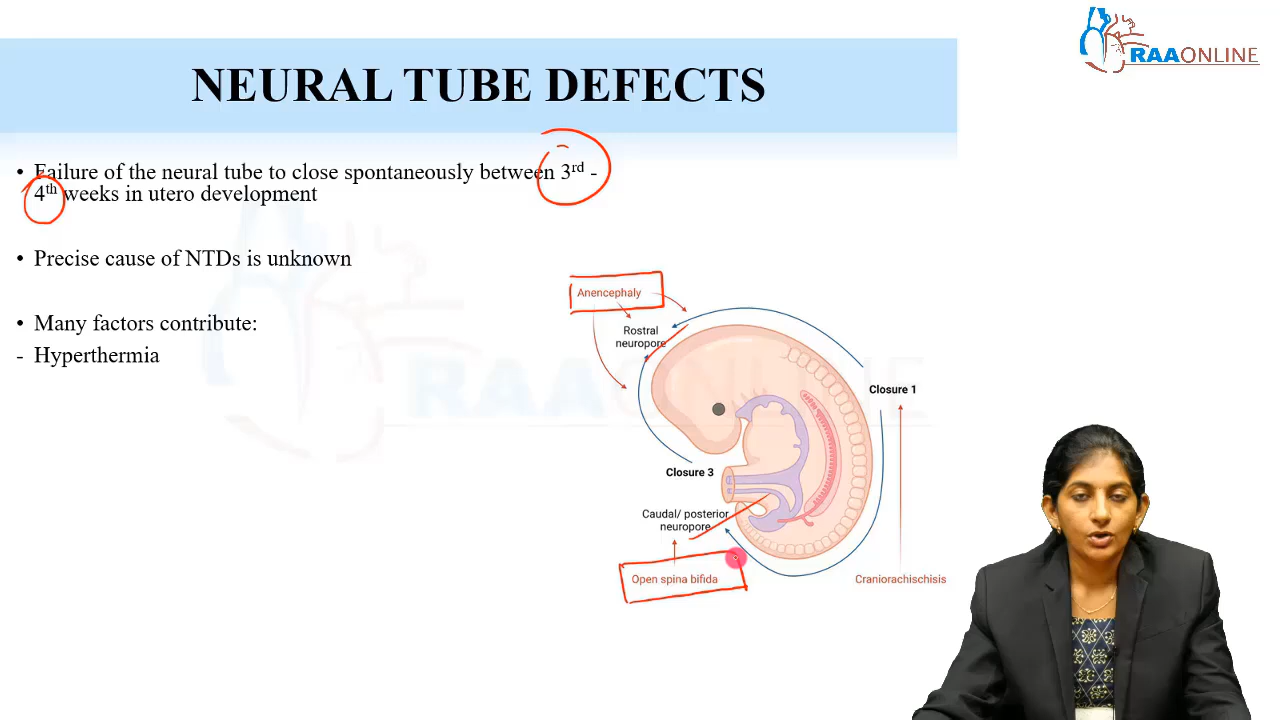 RAAONLINE
NEURAL TUBE DEFECTS
• Failure of the neural tube to close spontaneously between 3rd -
4th weeks in utero development
• Precise cause of NTDs is unknown
• Many factors contribute:
- Hyperthermia
Anencephaly
Rostral
neuropore
Closure 1
Closure 3
Caudal/ posterior
neuropore
Open spina bifida
Craniorachischisis
RAAONLINE